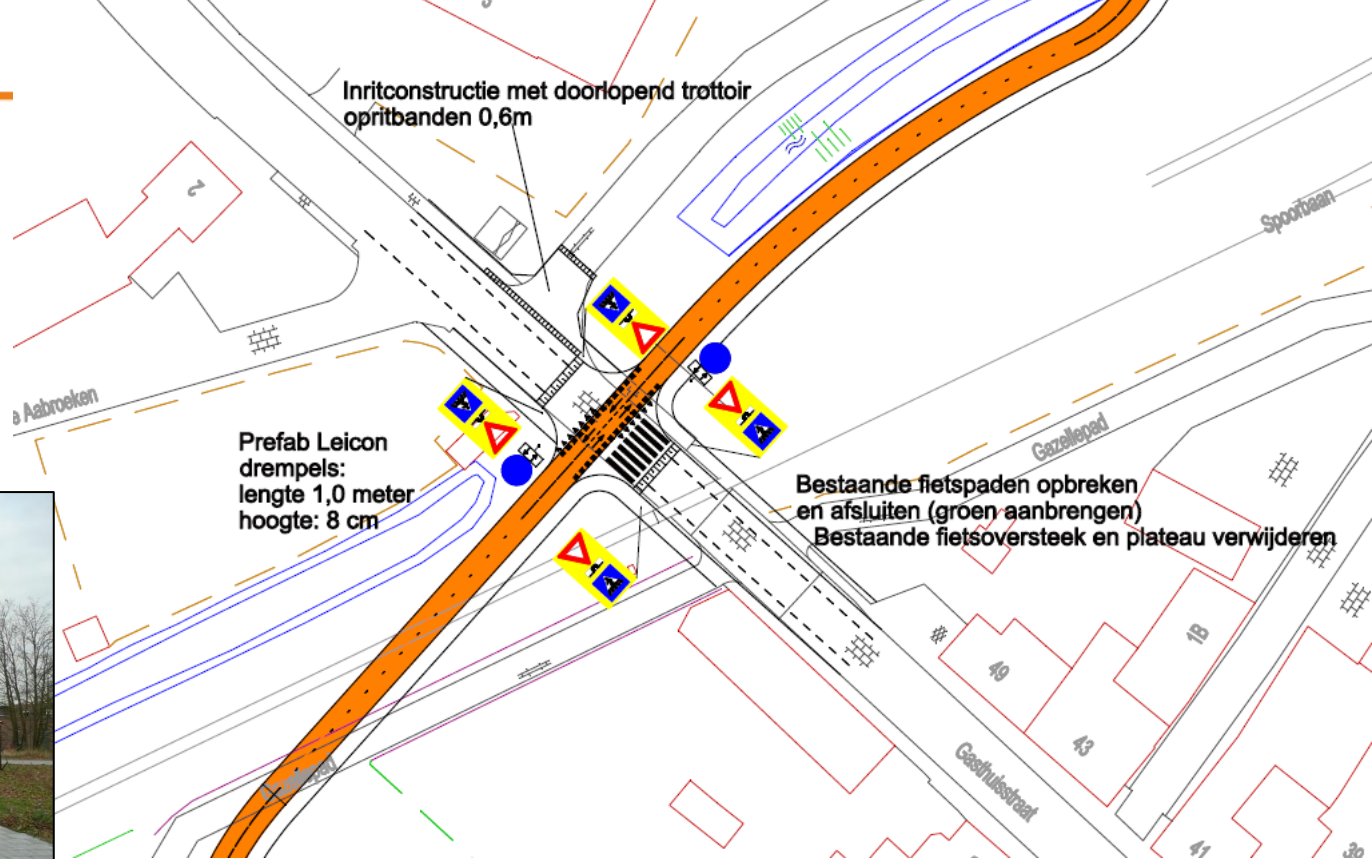 Inritconstructie met doorlopend trottoir
opritbanden 0,6m
2
Spoorbaan
Aabroeken
Gazellepad
Prefab Leicon
drempels:
lengte 1,0 meter
hoogte: 8 cm
Bestaande fietspaden opbreken
en afsluiten (groen aanbrengen)
Bestaande fietsoversteek en plateau verwijderen
1B
49
43
Gasthuisstraat
41
39